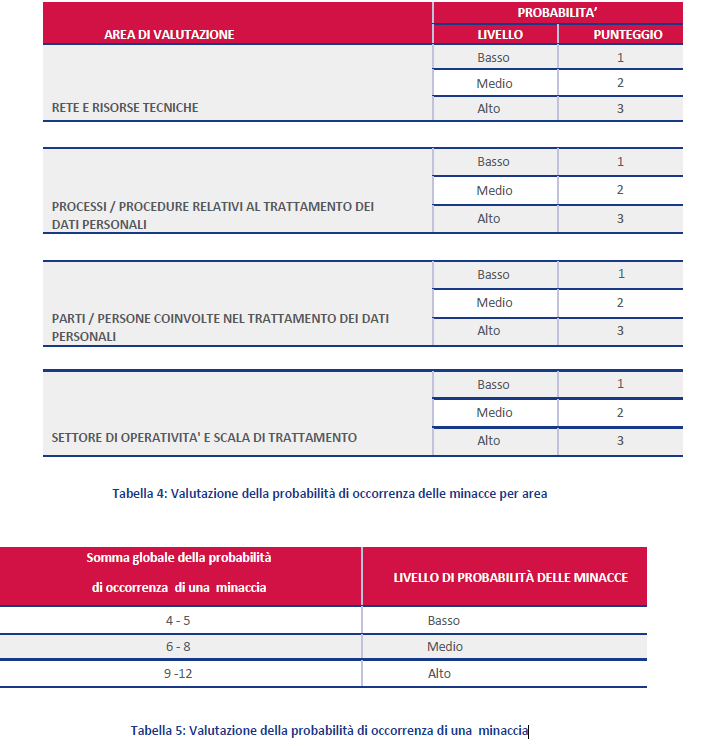 PROBABILITA’
AREA DI VALUTAZIONE LIVELLO PUNTEGGIO
Basso 1
Medio 2
RETE E RISORSE TECNICHE Alto 3
Basso 1
Medio 2
PROCESSI / PROCEDURE RELATIVI AL TRATTAMENTO DEI
DATI PERSONALI
Alto 3
Basso 1
Medio 2
PARTI / PERSONE COINVOLTE NEL TRATTAMENTO DEI DATI
PERSONALI
Alto 3
Basso 1
Medio 2
SETTORE DI OPERATIVITA' E SCALA DI TRATTAMENTO Alto 3
Tabella 4: Valutazione della probabilità di occorrenza delle minacce per area
Somma globale della probabilità
di occorrenza di una minaccia
LIVELLO DI PROBABILITÀ DELLE MINACCE
4 - 5 Basso
6 - 8 Medio
9 -12 Alto
Tabella 5: Valutazione della probabilità di occorrenza di una minaccia